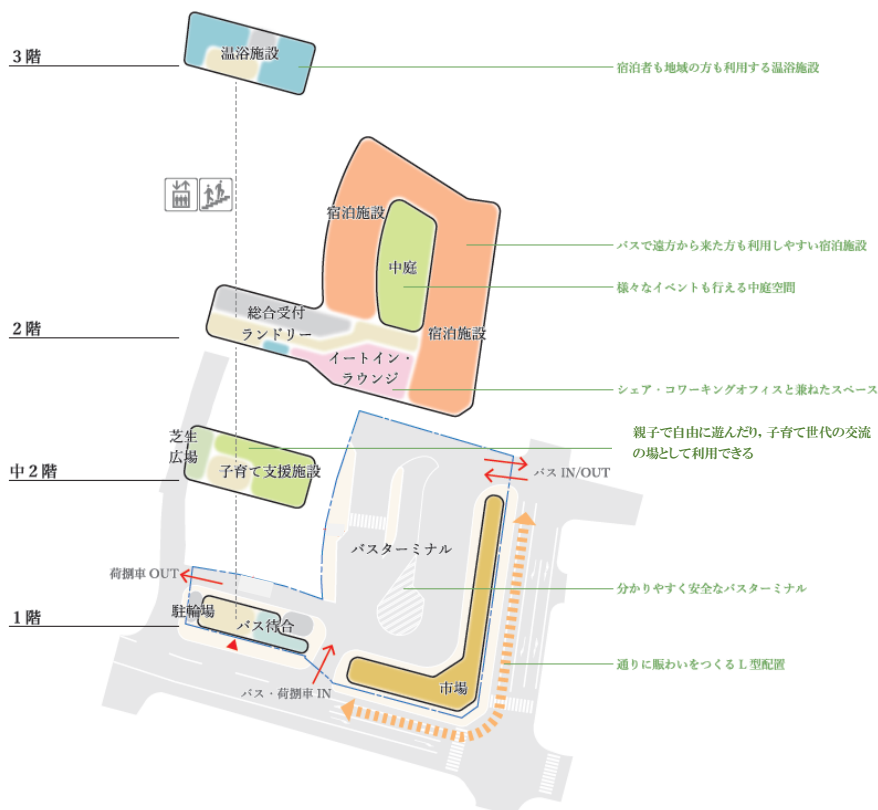 3階
温浴施設
宿泊者も地域の方も利用する温浴施設
宿泊施設
中庭
宿泊施設
バスで遠方から来た方も利用しやすい宿泊施設
様々なイベントも行える中庭空間
2階
総合受付
ランドリー
イートイン・
ラウンジ
シェア・コワーキングオフィスと兼ねたスペース
中2階
芝生
広場
子育て支援施設
親子で自由に遊んだり,子育て世代の交流
の場として利用できる
バスIN/OUT
バスターミナル
分かりやすく安全なバスターミナル
荷捌車OUT
1階
駐輪場
バス待合
バス・荷捌車IN
市場
通りに賑わいをつくるL型配置